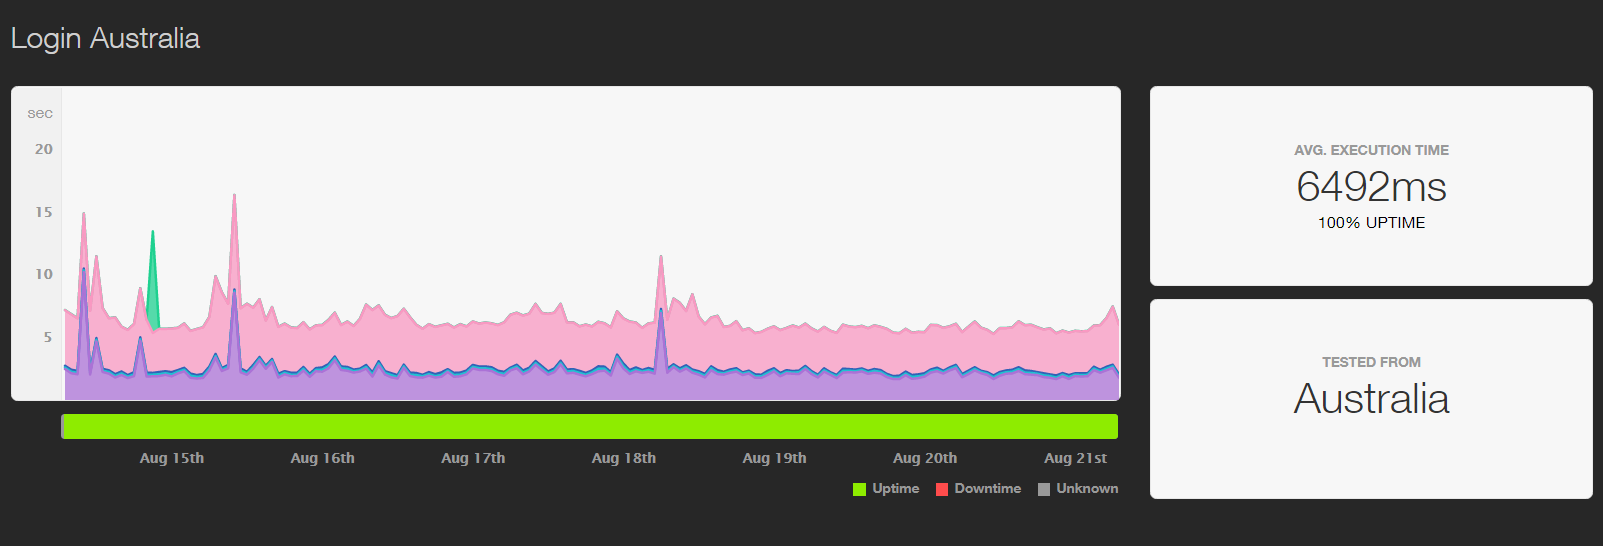 Login Australia
sec
20
15
10
5
Aug 15th Aug 16th Aug 17th Aug 18th Aug 19th Aug 20th Aug 21st
Uptime Downtime Unknown
AVG. EXECUTION TIME
6492ms
100% UPTIME
TESTED FROM
Australia